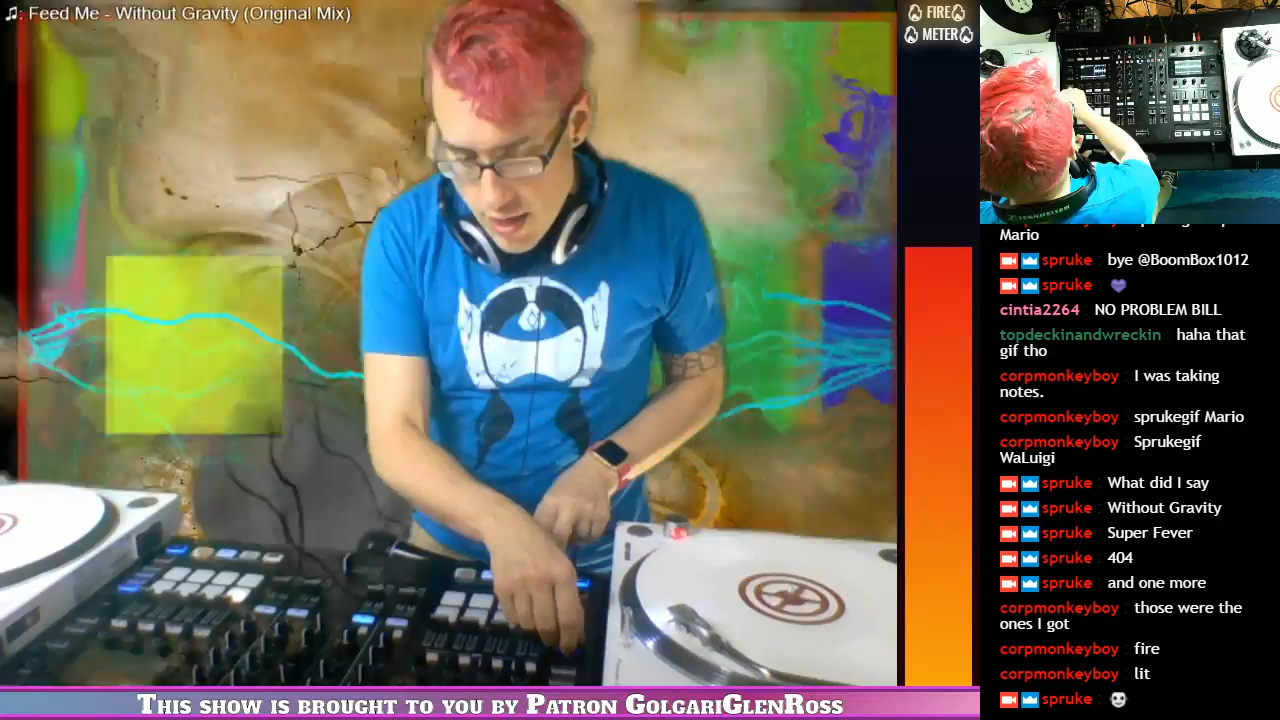 ♫: Feed Me - Without Gravity (Original Mix)
FIRE
METER
Mario
spruke : bye @BoomBox1012
spruke :
cintia2264 : NO PROBLEM BILL
topdeckinandwreckin : haha that
gif tho
corpmonkeyboy : I was taking
notes.
corpmonkeyboy : sprukegif Mario
corpmonkeyboy : Sprukegif
WaLuigi
spruke : What did I say
spruke : Without Gravity
spruke : Super Fever
spruke : 404
spruke : and one more
corpmonkeyboy : those were the
ones I got
corpmonkeyboy : fire
corpmonkeyboy : lit
spruke :
THIS SHOW IS BROUGHT TO YOU BY PATRON GOLGARIGLENROSS